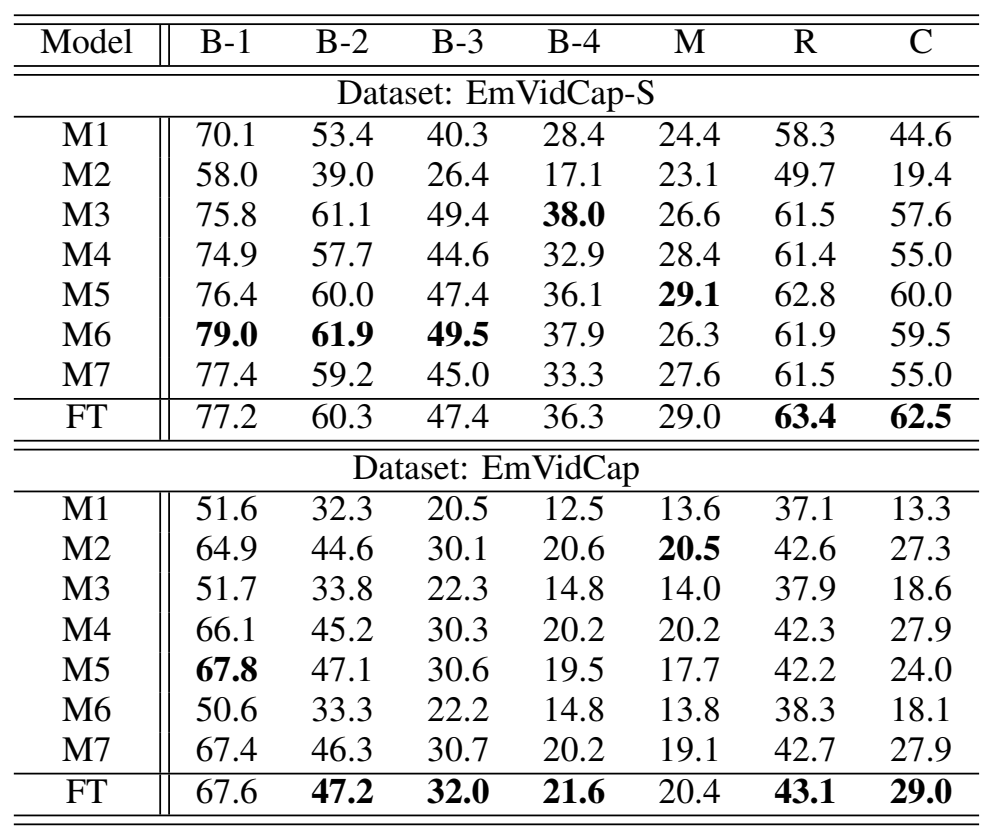 Model B-1 B-2 B-3 B-4 M R C
Dataset: EmVidCap-S
M1 70.1 53.4 40.3 28.4 24.4 58.3 44.6
M2 58.0 39.0 26.4 17.1 23.1 49.7 19.4
M3 75.8 61.1 49.4 38.0 26.6 61.5 57.6
M4 74.9 57.7 44.6 32.9 28.4 61.4 55.0
M5 76.4 60.0 47.4 36.1 29.1 62.8 60.0
M6 79.0 61.9 49.5 37.9 26.3 61.9 59.5
M7 77.4 59.2 45.0 33.3 27.6 61.5 55.0
FT 77.2 60.3 47.4 36.3 29.0 63.4 62.5
Dataset: EmVidCap
M1 51.6 32.3 20.5 12.5 13.6 37.1 13.3
M2 64.9 44.6 30.1 20.6 20.5 42.6 27.3
M3 51.7 33.8 22.3 14.8 14.0 37.9 18.6
M4 66.1 45.2 30.3 20.2 20.2 42.3 27.9
M5 67.8 47.1 30.6 19.5 17.7 42.2 24.0
M6 50.6 33.3 22.2 14.8 13.8 38.3 18.1
M7 67.4 46.3 30.7 20.2 19.1 42.7 27.9
FT 67.6 47.2 32.0 21.6 20.4 43.1 29.0